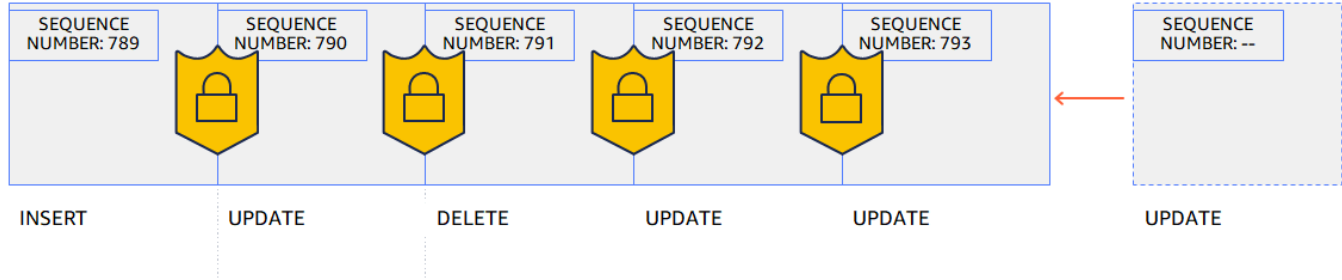 SEQUENCE
NUMBER: 789
SEQUENCE
NUMBER: 790
SEQUENCE
NUMBER: 791
SEQUENCE
NUMBER: 792
SEQUENCE
NUMBER: 793
SEQUENCE
NUMBER: --
INSERT
UPDATE
DELETE
UPDATE
UPDATE
UPDATE